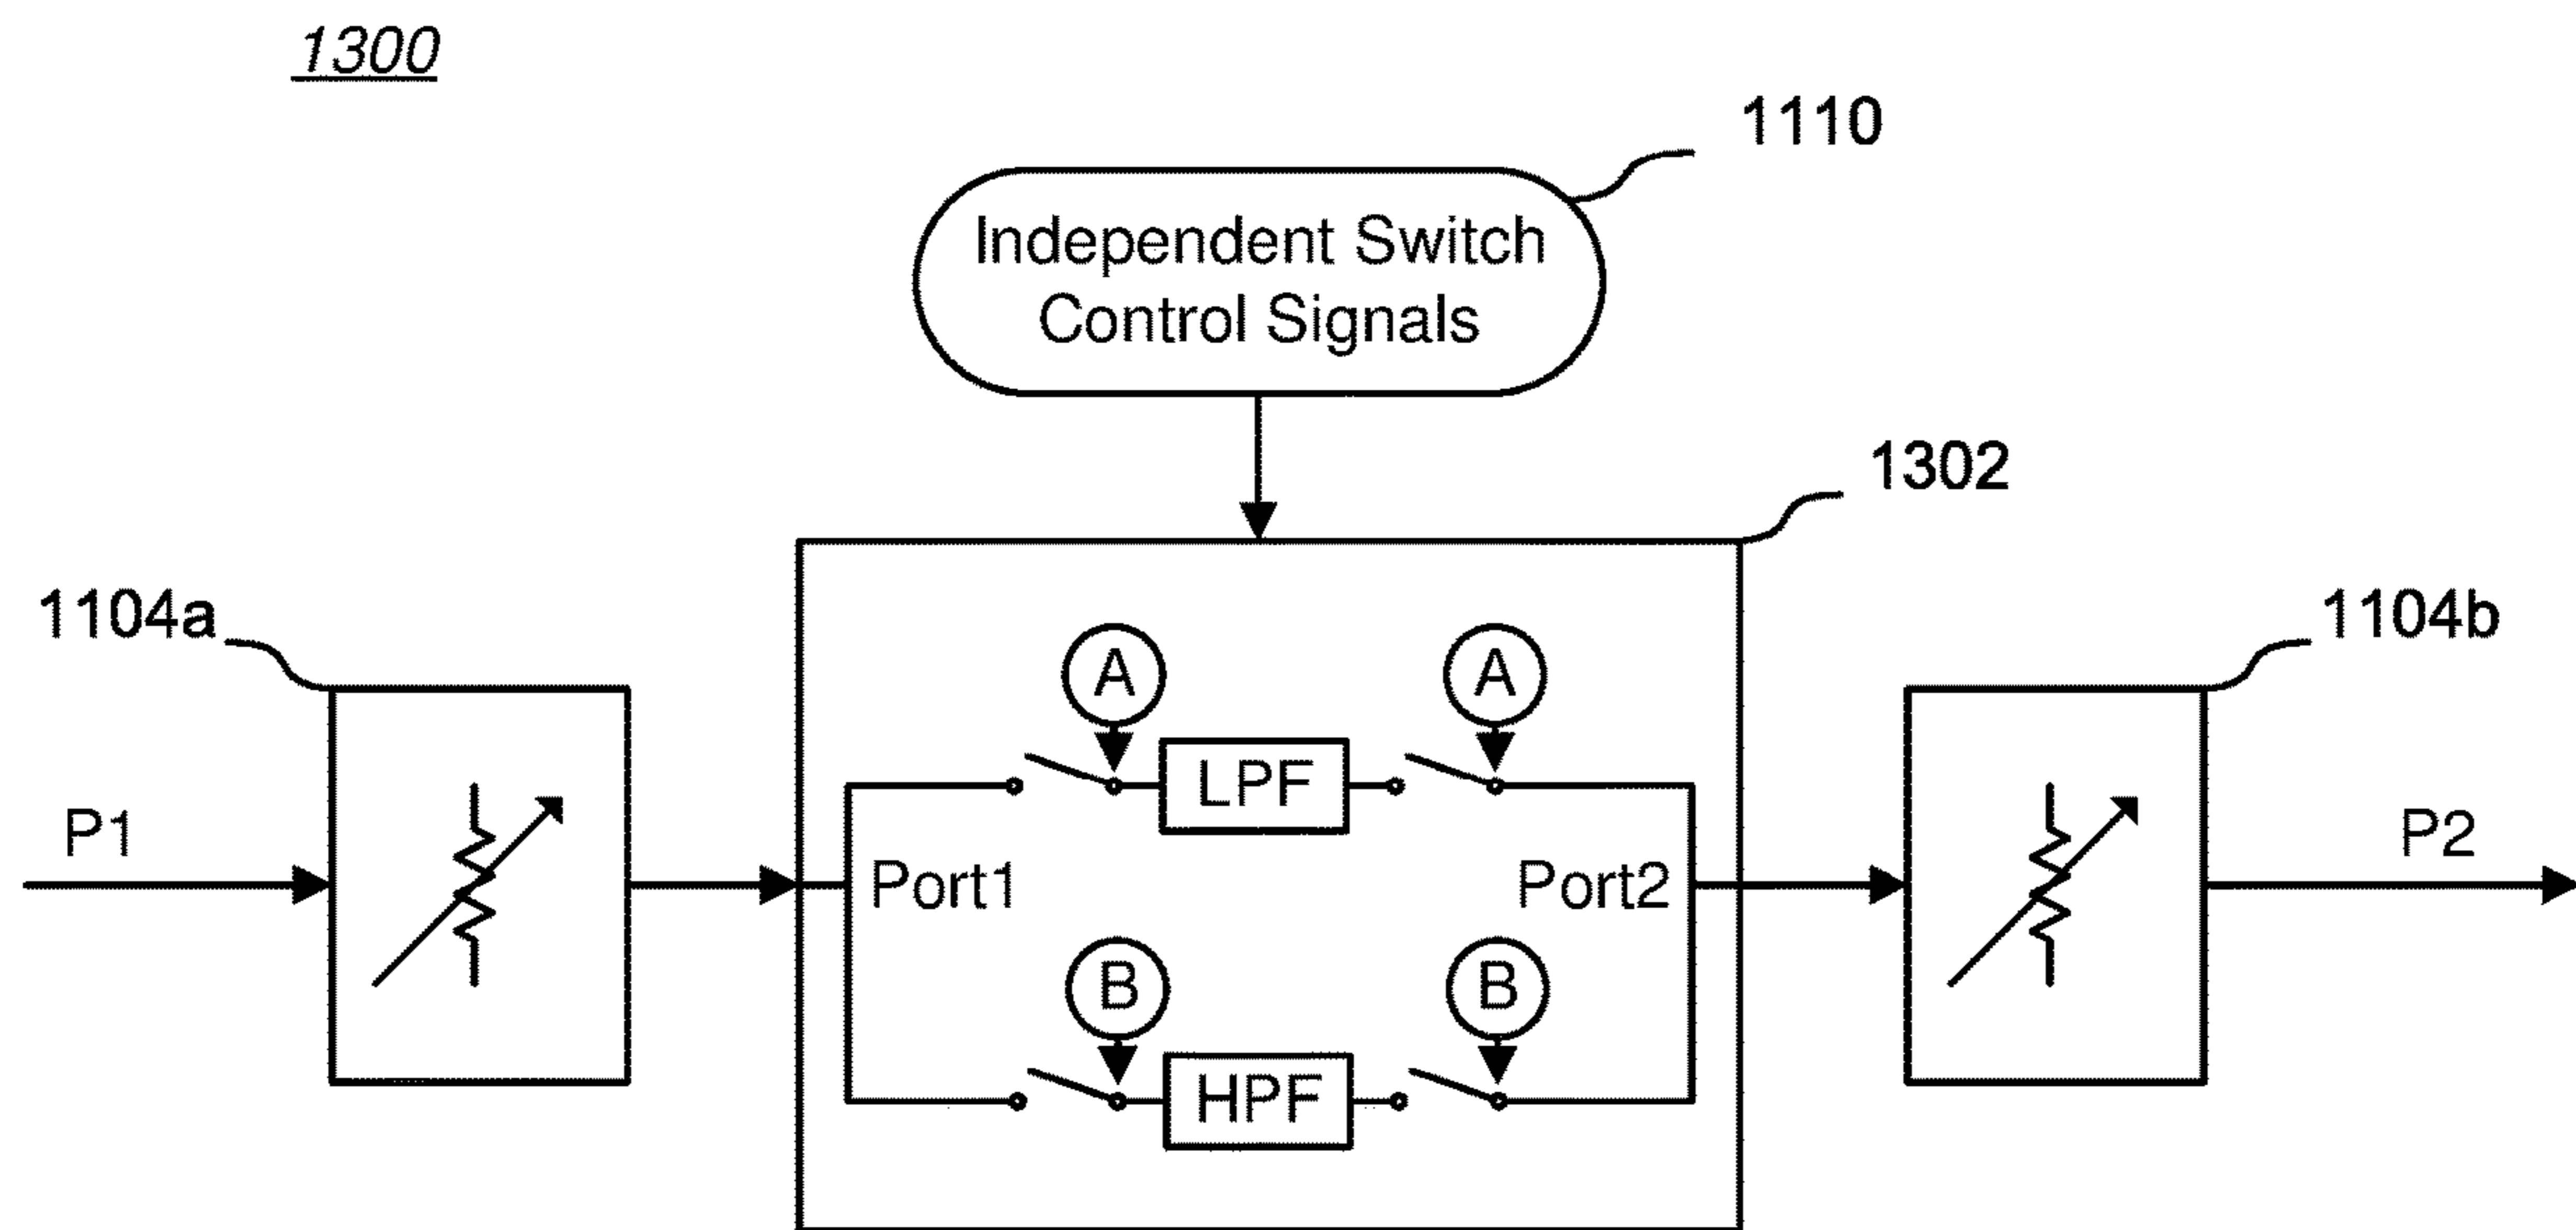 1300
1110
Independent Switch
Control Signals
1302
1104a
1104b
A
A
LPF
P1
P2
Port1
Port2
B
B
HPF